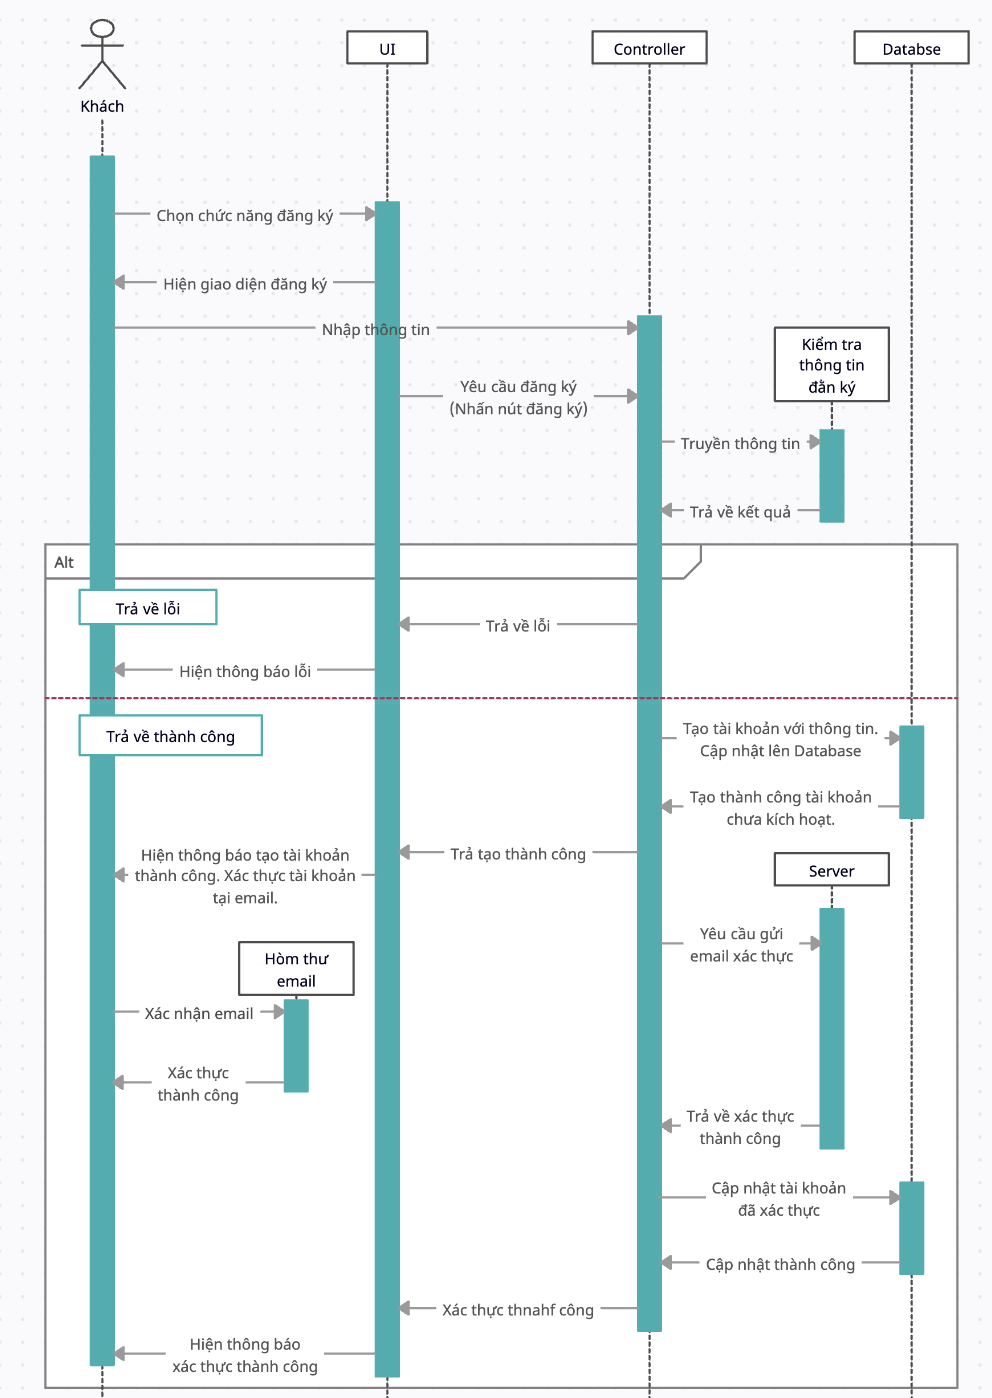 UI
Controller
Databse
Khách
Chọn chức năng đăng ký
Hiện giao diện đăng ký
Nhập thông tin
Kiểm tra
thông tin
đằn ký
Yêu cầu đăng ký
(Nhấn nút đăng ký)
Truyền thông tin
Trả về kết quả
Alt
Trả về lỗi
Trả về lỗi
Hiện thông báo lỗi
Trả về thành công
Tạo tài khoản với thông tin.
Cập nhật lên Database
Tạo thành công tài khoản
chưa kích hoạt.
Trả tạo thành công
Hiện thông báo tạo tài khoản
thành công. Xác thực tài khoản
tại email.
Server
Yêu cầu gửi
email xác thực
Hòm thư
email
Xác nhận email
Xác thực
thành công
Trả về xác thực
thành công
Cập nhật tài khoản
đã xác thực
Cập nhật thành công
Xác thực thnahf công
Hiện thông báo
xác thực thành công